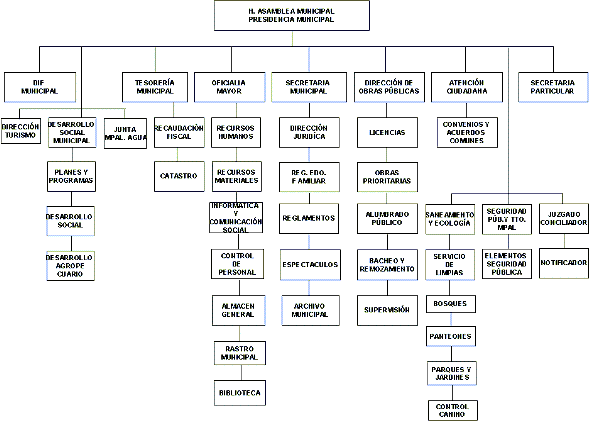 H. ASAMBLEA MUNICIPAL
PRESIDENCIA MUNICIPAL
DIF
MUNICIPAL
TESORERÍA
MUNICIPAL
OFICIALIA
MAYOR
SECRETARIA
MUNICIPAL
DIRECCIÓN DE
OBRAS PÚBLICAS
ATENCIÓN
CIUDADANA
SECRETARIA
PARTICULAR
DIRECCIÓN
TURISMO
DESARROLLO
SOCIAL
MUNICIPAL
JUNTA
MPAL. AGUA
RECAUDACIÓN
FISCAL
RECURSOS
HUMANOS
DIRECCIÓN
JURIDÍCA
LICENCIAS
CONVENIOS Y
ACUERDOS
COMUNES
PLANES Y
PROGRAMAS
CATASTRO
RECURSOS
MATERIALES
REG. EDO.
FAMILIAR
OBRAS
PRIORITARIAS
DESARROLLO
SOCIAL
INFORMATICA
Y
COMUNICACIÓN
SOCIAL
REGLAMENTOS
ALUMBRADO
PÚBLICO
SANEAMIENTO
Y ECOLOGÍA
SEGURIDAD
PÚBLY TTO.
MPAL
JUZGADO
CONCILIADOR
DESARROLLO
AGROPE
CUARIO
CONTROL
DE
PERSONAL
ESPECTACULOS
BACHEO Y
REMOZAMIENTO
SERVICIO
DE
LIMPIAS
ELEMENTOS
SEGURIDAD
PÚBLICA
NOTIFICADOR
ALMACEN
GENERAL
ARCHIVO
MUNICIPAL
SUPERVISIÓN
BOSQUES
RASTRO
MUNICIPAL
PANTEONES
BIBLIOTECA
PARQUES Y
JARDINES
CONTROL
CANINO